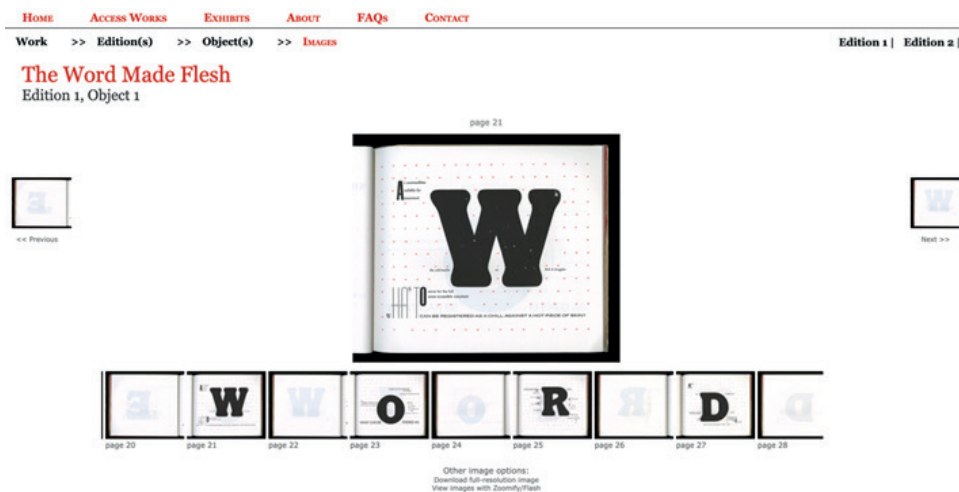 HOME ACCESS WORKS EXHIBITS ABOUT FAQS CONTACT
Work >> Edition(s) >> Object(s) >> IMAGES Edition 1 | Edition 2 |
The Word Made Flesh
Edition 1, Object 1
page 21
A
W
<< Previous
Next >>
CAN BE REGISTERED AS A CHILL AGAINST A HOT PIECE OF SKIN?
W O R D
page 20 page 21 page 22 page 23 page 24 page 25 page 26 page 27 page 28
Other image options:
Download full-resolution image
View images with Zoomify/Flash